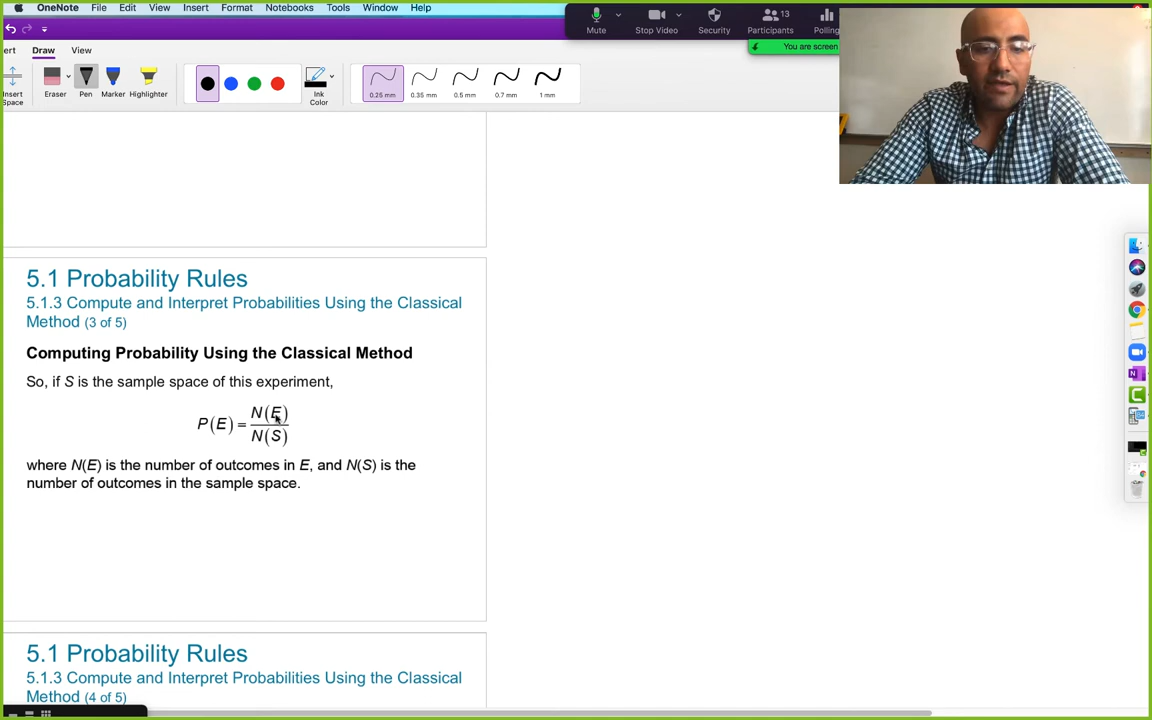 OneNote File Edit View Insert Format Notebooks Tools Window Help
Mute Stop Video Security 13 Participants Polling
You are screen
ert Draw View
Insert Space Eraser Pen Marker Highlighter Ink Color 0.25 mm 0.35 mm 0.5 mm 0.7 mm 1 mm
5.1 Probability Rules
5.1.3 Compute and Interpret Probabilities Using the Classical
Method (3 of 5)
Computing Probability Using the Classical Method
So, if S is the sample space of this experiment,
P(E) = N(E) / N(S)
where N(E) is the number of outcomes in E, and N(S) is the
number of outcomes in the sample space.
5.1 Probability Rules
5.1.3 Compute and Interpret Probabilities Using the Classical
Method (4 of 5)